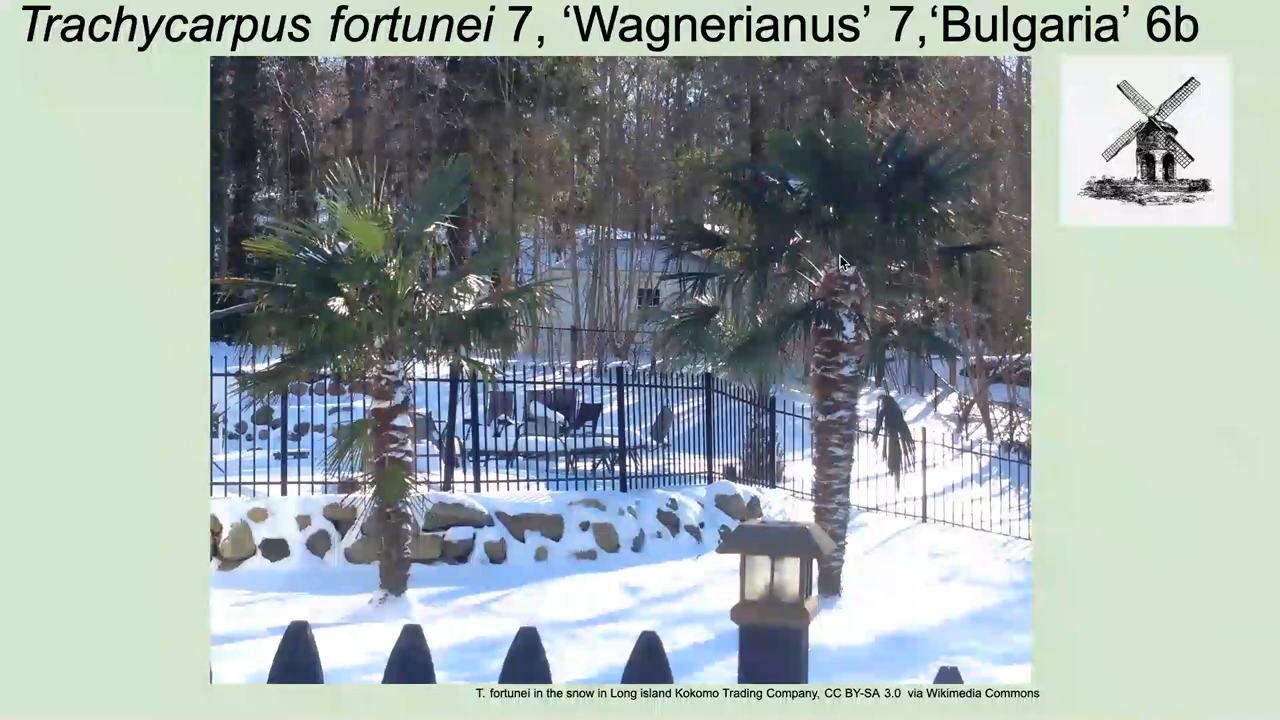 Trachycarpus fortunei 7, ‘Wagnerianus’ 7,‘Bulgaria’ 6b
T. fortunei in the snow in Long island Kokomo Trading Company, CC BY-SA 3.0 via Wikimedia Commons